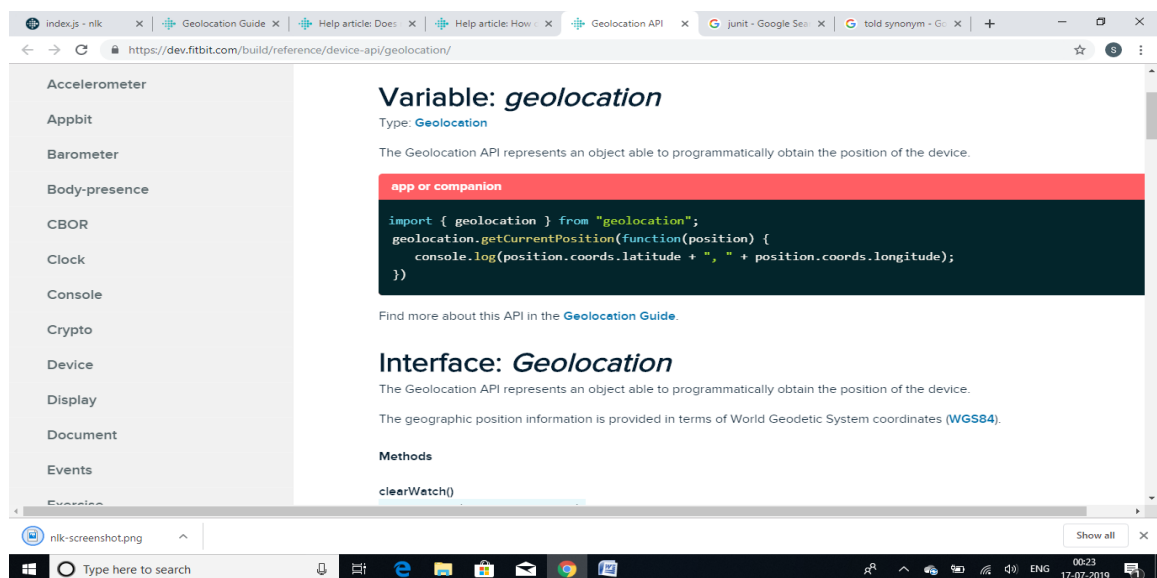 index.js - nlk
Geolocation Guide
Help article: Does
Help article: How
Geolocation API
junit - Google Sea
told synonym - Go
https://dev.fitbit.com/build/reference/device-api/geolocation/
S
Accelerometer
Appbit
Barometer
Body-presence
CBOR
Clock
Console
Crypto
Device
Display
Document
Events
Exercise
Variable: geolocation
Type: Geolocation
The Geolocation API represents an object able to programmatically obtain the position of the device.
app or companion
import { geolocation } from "geolocation";
geolocation.getCurrentPosition(function(position) {
console.log(position.coords.latitude + ", " + position.coords.longitude);
})
Find more about this API in the Geolocation Guide.
Interface: Geolocation
The Geolocation API represents an object able to programmatically obtain the position of the device.
The geographic position information is provided in terms of World Geodetic System coordinates (WGS84).
Methods
clearWatch()
nlk-screenshot.png
Show all
Type here to search
ENG
00:23
17-07-2019